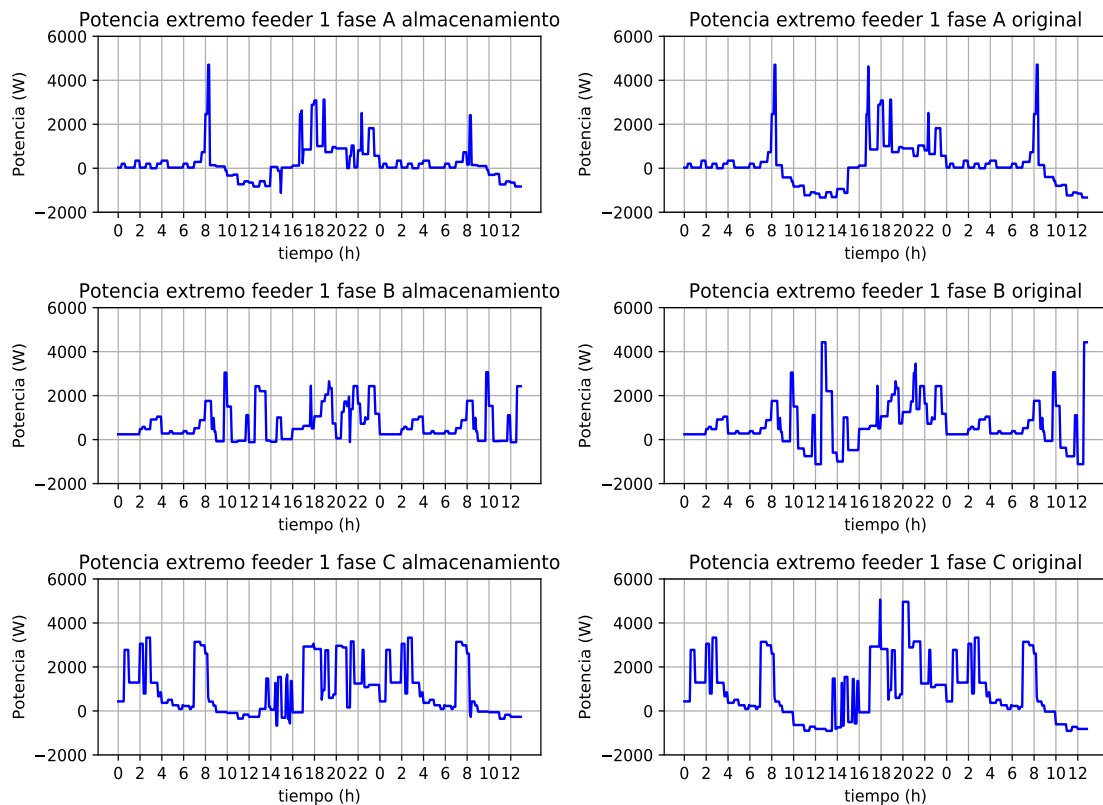 Potencia extremo feeder 1 fase A almacenamiento
6000
4000
2000
0
−2000
Potencia (W)
0 2 4 6 8 10 12 14 16 18 20 22 0 2 4 6 8 10 12
tiempo (h)
Potencia extremo feeder 1 fase A original
6000
4000
2000
0
−2000
Potencia (W)
0 2 4 6 8 10 12 14 16 18 20 22 0 2 4 6 8 10 12
tiempo (h)
Potencia extremo feeder 1 fase B almacenamiento
6000
4000
2000
0
−2000
Potencia (W)
0 2 4 6 8 10 12 14 16 18 20 22 0 2 4 6 8 10 12
tiempo (h)
Potencia extremo feeder 1 fase B original
6000
4000
2000
0
−2000
Potencia (W)
0 2 4 6 8 10 12 14 16 18 20 22 0 2 4 6 8 10 12
tiempo (h)
Potencia extremo feeder 1 fase C almacenamiento
6000
4000
2000
0
−2000
Potencia (W)
0 2 4 6 8 10 12 14 16 18 20 22 0 2 4 6 8 10 12
tiempo (h)
Potencia extremo feeder 1 fase C original
6000
4000
2000
0
−2000
Potencia (W)
0 2 4 6 8 10 12 14 16 18 20 22 0 2 4 6 8 10 12
tiempo (h)